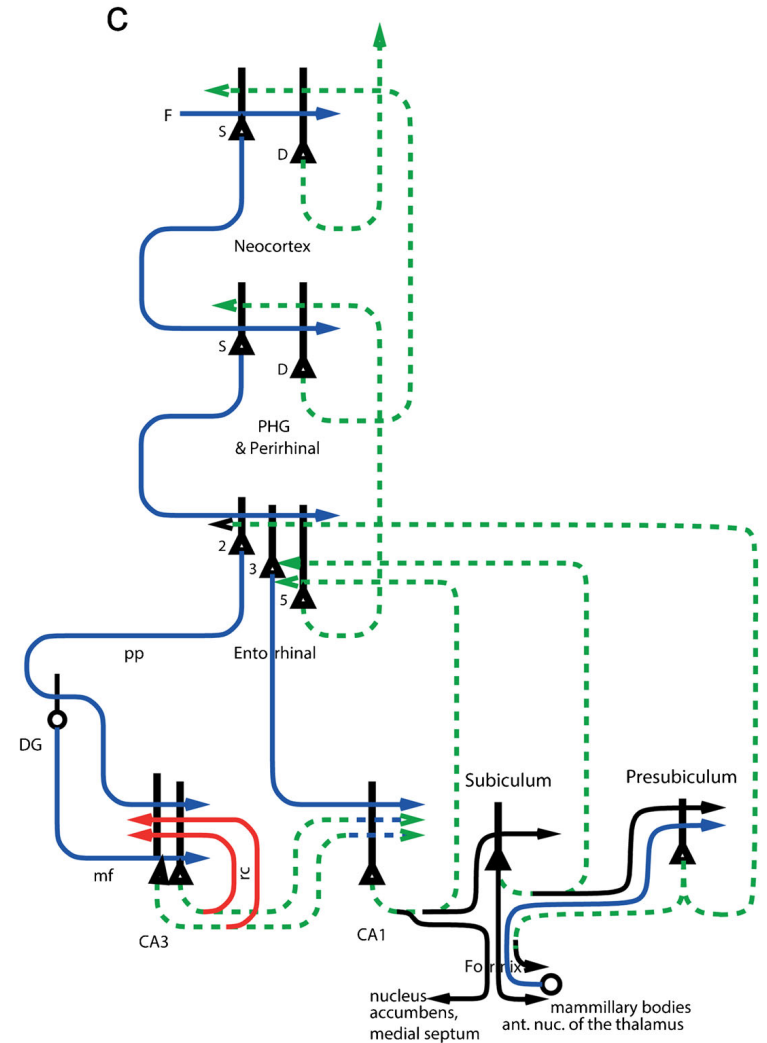 C
F
S
D
Neocortex
S
D
PHG
& Perirhinal
2
3
5
pp
Entorhinal
DG
Subiculum
Presubiculum
mf
rc
CA3
CA1
Fornix
nucleus
accumbens,
medial septum
mammillary bodies
ant. nuc. of the thalamus